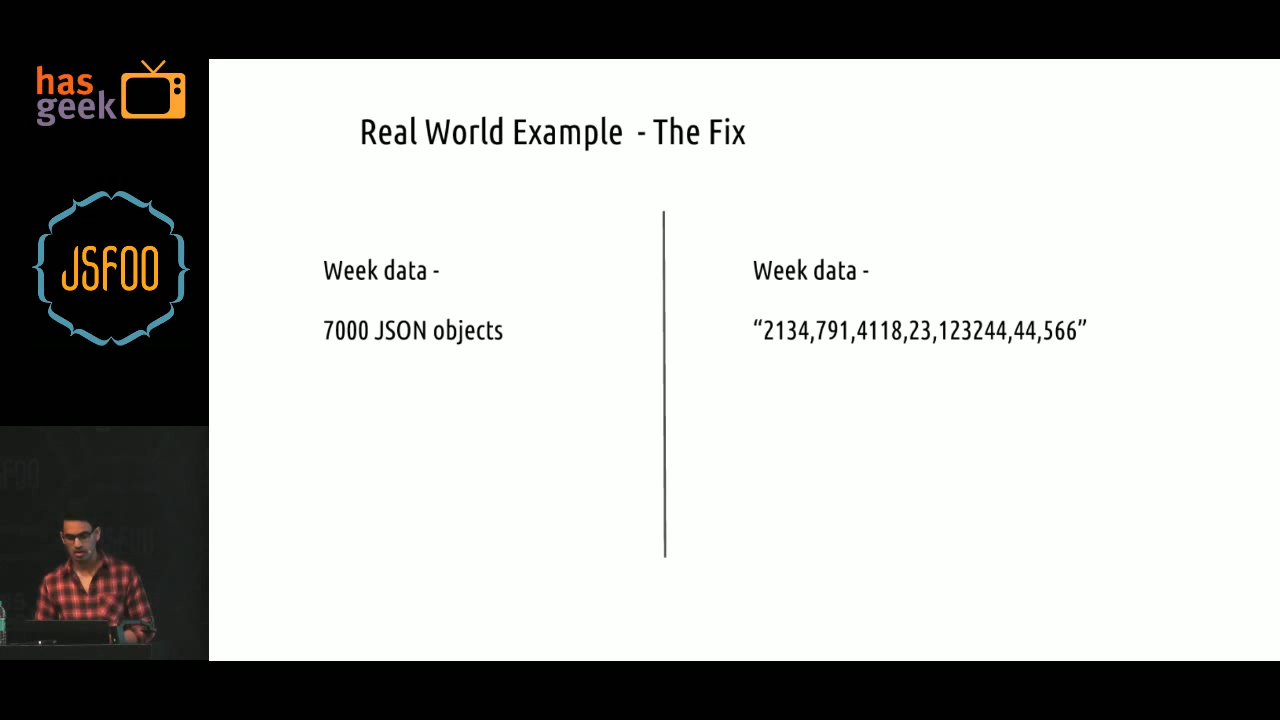 has
geek
JSFOO
Real World Example - The Fix
Week data -
7000 JSON objects
Week data -
“2134,791,4118,23,123244,44,566”